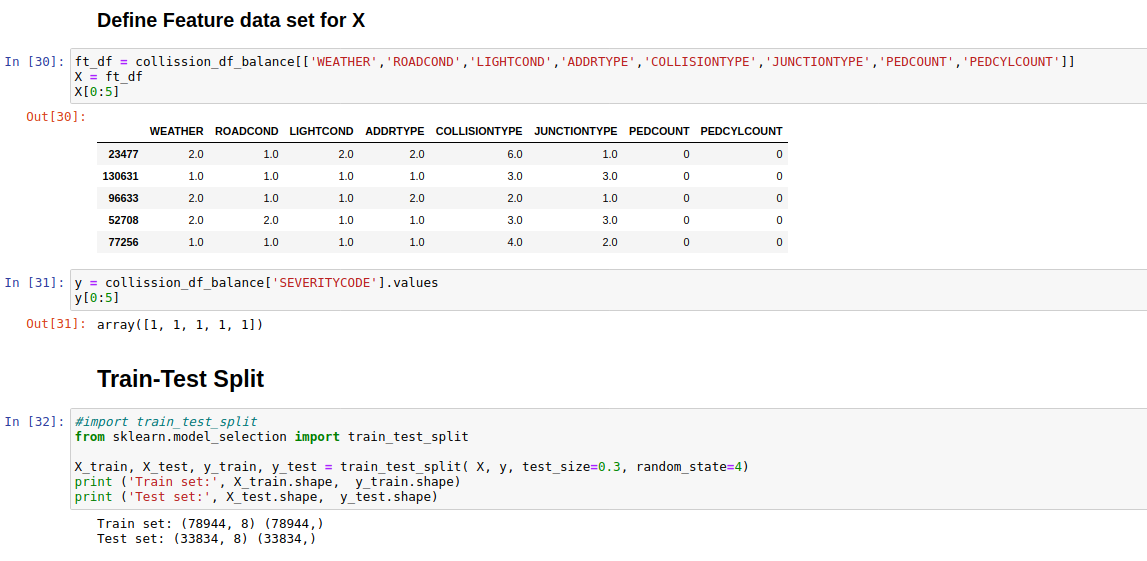 Define Feature data set for X
In [30]: ft_df = collission_df_balance[['WEATHER','ROADCOND','LIGHTCOND','ADDRTYPE','COLLISIONTYPE','JUNCTIONTYPE','PEDCOUNT','PEDCYLCOUNT']]
X = ft_df
X[0:5]
Out[30]:
WEATHER ROADCOND LIGHTCOND ADDRTYPE COLLISIONTYPE JUNCTIONTYPE PEDCOUNT PEDCYLCOUNT
23477 2.0 1.0 2.0 2.0 6.0 1.0 0 0
130631 1.0 1.0 1.0 1.0 3.0 3.0 0 0
96633 2.0 1.0 1.0 2.0 2.0 1.0 0 0
52708 2.0 2.0 1.0 1.0 3.0 3.0 0 0
77256 1.0 1.0 1.0 1.0 4.0 2.0 0 0
In [31]: y = collission_df_balance['SEVERITYCODE'].values
y[0:5]
Out[31]: array([1, 1, 1, 1, 1])
Train-Test Split
In [32]: #import train_test_split
from sklearn.model_selection import train_test_split
X_train, X_test, y_train, y_test = train_test_split( X, y, test_size=0.3, random_state=4)
print ('Train set:', X_train.shape,  y_train.shape)
print ('Test set:', X_test.shape,  y_test.shape)
Train set: (78944, 8) (78944,)
Test set: (33834, 8) (33834,)